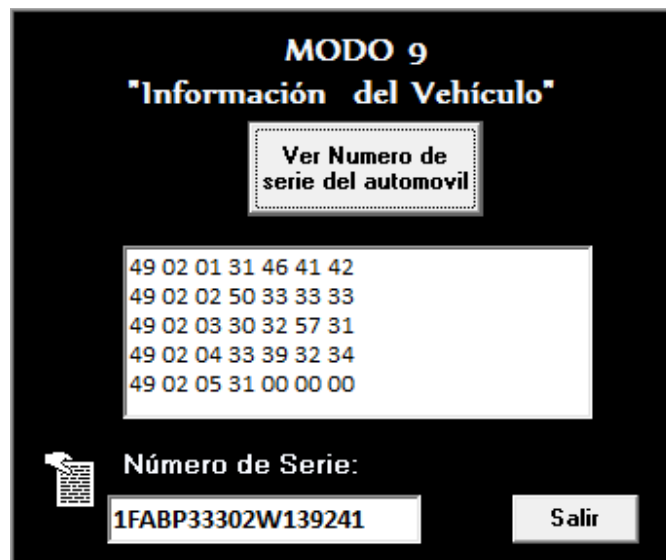 MODO 9
"Información del Vehículo"
Ver Numero de
serie del automovil
49 02 01 31 46 41 42
49 02 02 50 33 33 33
49 02 03 30 32 57 31
49 02 04 33 39 32 34
49 02 05 31 00 00 00
Número de Serie:
1FABP33302W139241
Salir